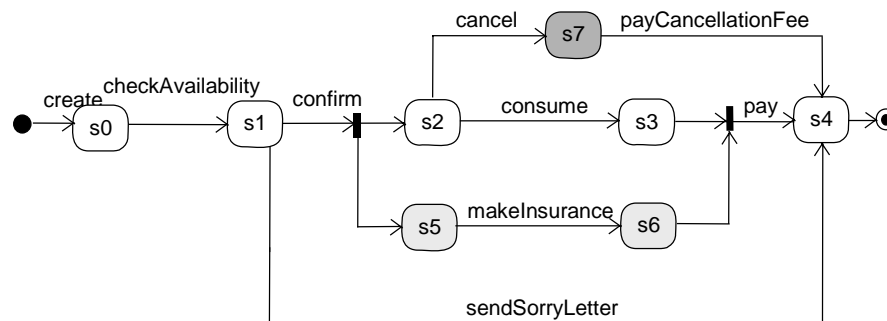 cancel
s7
payCancellationFee
create
checkAvailability
confirm
consume
pay
s0
s1
s2
s3
s4
s5
makeInsurance
s6
sendSorryLetter